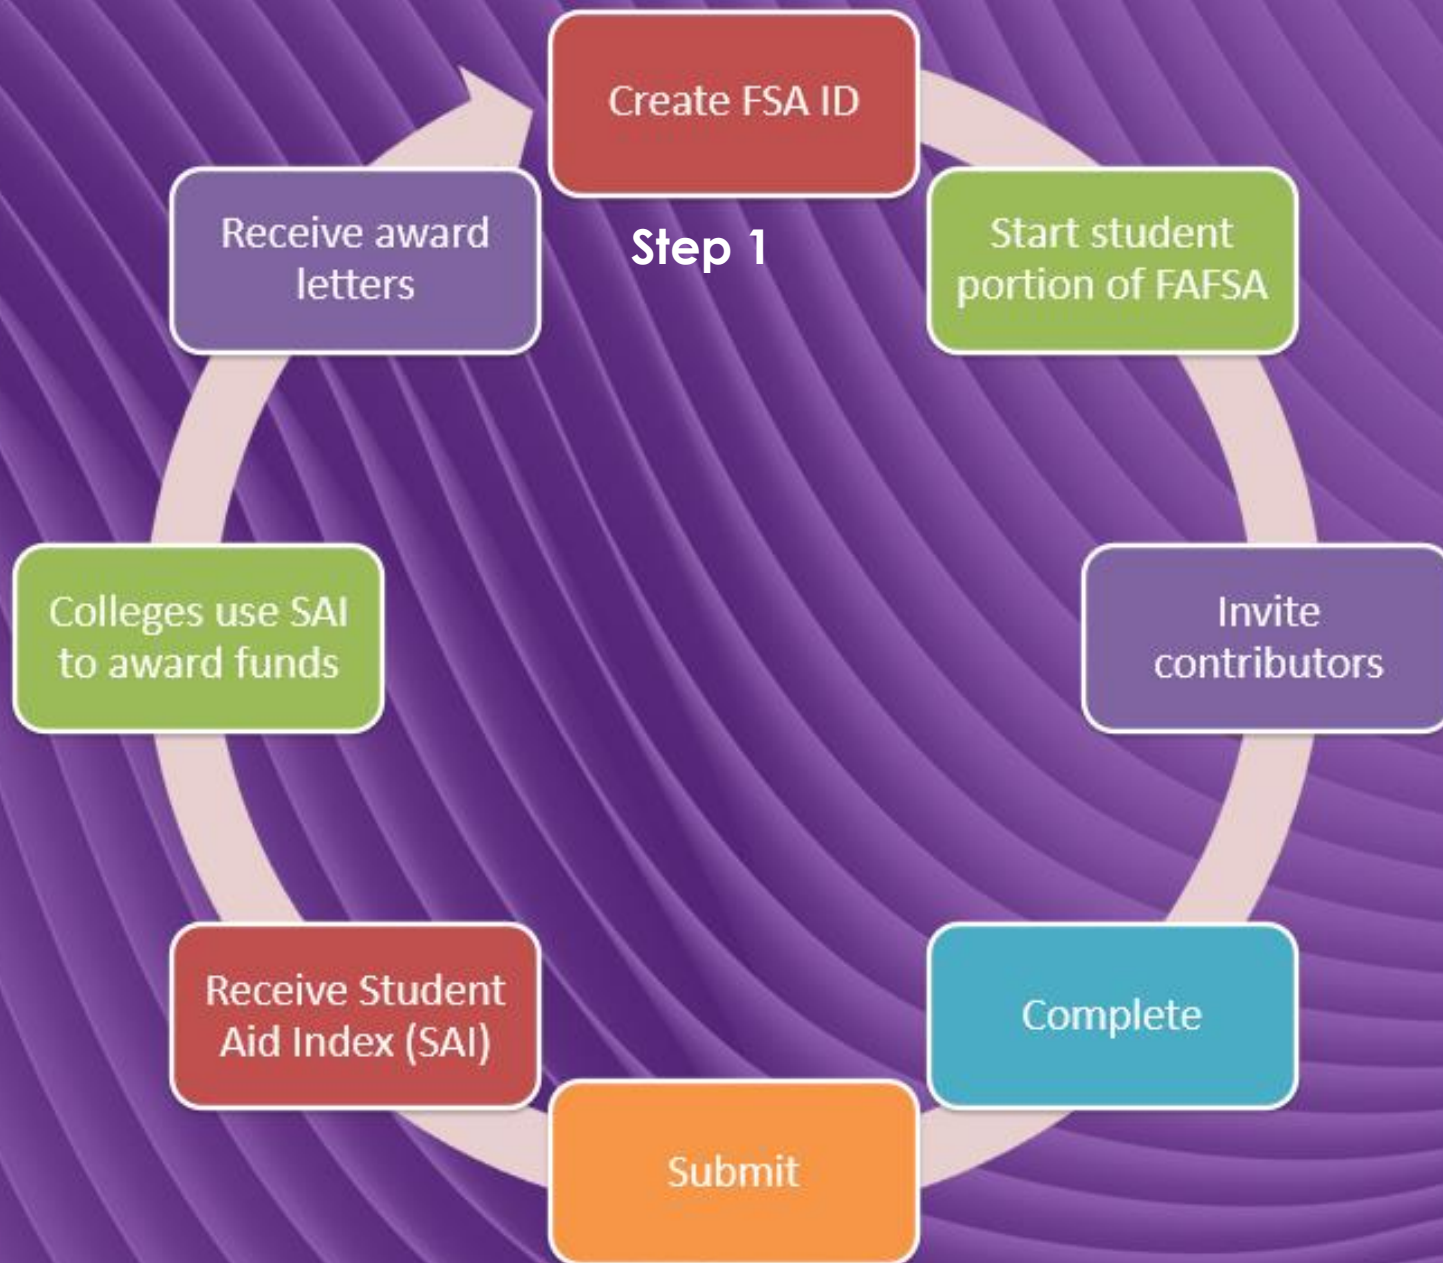 Create FSA ID
Step 1
Start student
portion of FAFSA
Invite
contributors
Complete
Submit
Receive Student
Aid Index (SAI)
Colleges use SAI
to award funds
Receive award
letters